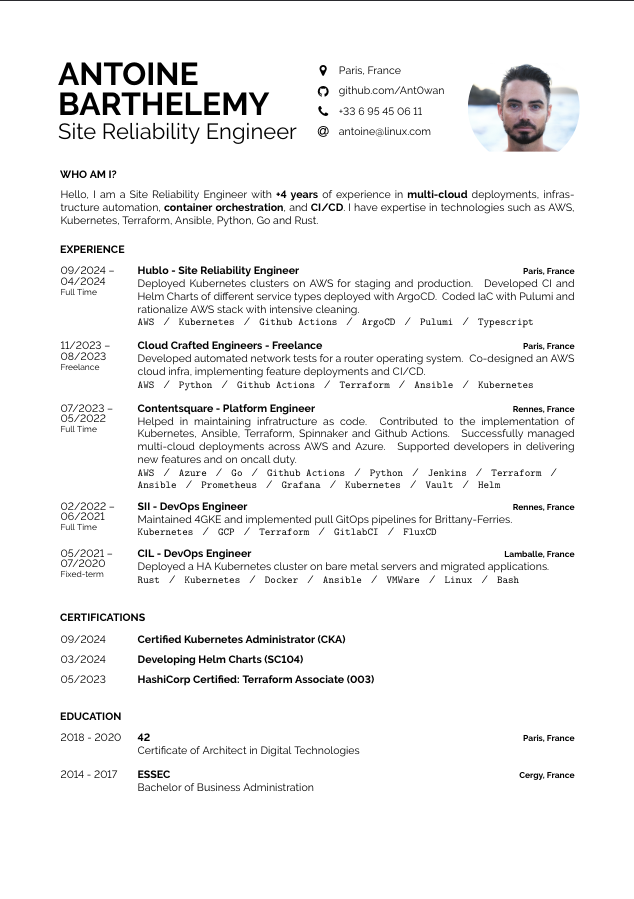 ANTOINE
BARTHELEMY
Site Reliability Engineer
Paris, France
github.com/AntOwan
+33 6 95 45 06 11
@ antoine@linux.com
WHO AM I?
Hello, I am a Site Reliability Engineer with +4 years of experience in multi-cloud deployments, infras-
tructure automation, container orchestration, and CI/CD. I have expertise in technologies such as AWS,
Kubernetes, Terraform, Ansible, Python, Go and Rust.
EXPERIENCE
09/2024 –
04/2024
Full Time
Hublo - Site Reliability Engineer
Paris, France
Deployed Kubernetes clusters on AWS for staging and production. Developed CI and
Helm Charts of different service types deployed with ArgoCD. Coded IaC with Pulumi and
rationalize AWS stack with intensive cleaning.
AWS / Kubernetes / Github Actions / ArgoCD / Pulumi / Typescript
11/2023 –
08/2023
Freelance
Cloud Crafted Engineers - Freelance
Paris, France
Developed automated network tests for a router operating system. Co-designed an AWS
cloud infra, implementing feature deployments and CI/CD.
AWS / Python / Github Actions / Terraform / Ansible / Kubernetes
07/2023 –
05/2022
Full Time
Contentsquare - Platform Engineer
Rennes, France
Helped in maintaining infratructure as code. Contributed to the implementation of
Kubernetes, Ansible, Terraform, Spinnaker and Github Actions. Successfully managed
multi-cloud deployments across AWS and Azure. Supported developers in delivering
new features and on oncall duty.
AWS / Azure / Go / Github Actions / Python / Jenkins / Terraform /
Ansible / Prometheus / Grafana / Kubernetes / Vault / Helm
02/2022 –
06/2021
Full Time
SII - DevOps Engineer
Rennes, France
Maintained 4GKE and implemented pull GitOps pipelines for Brittany-Ferries.
Kubernetes / GCP / Terraform / GitlabCI / FluxCD
05/2021 –
07/2020
Fixed-term
CIL - DevOps Engineer
Lamballe, France
Deployed a HA Kubernetes cluster on bare metal servers and migrated applications.
Rust / Kubernetes / Docker / Ansible / VMWare / Linux / Bash
CERTIFICATIONS
09/2024 Certified Kubernetes Administrator (CKA)
03/2024 Developing Helm Charts (SC104)
05/2023 HashiCorp Certified: Terraform Associate (003)
EDUCATION
2018 - 2020 42 Paris, France
Certificate of Architect in Digital Technologies
2014 - 2017 ESSEC Cergy, France
Bachelor of Business Administration